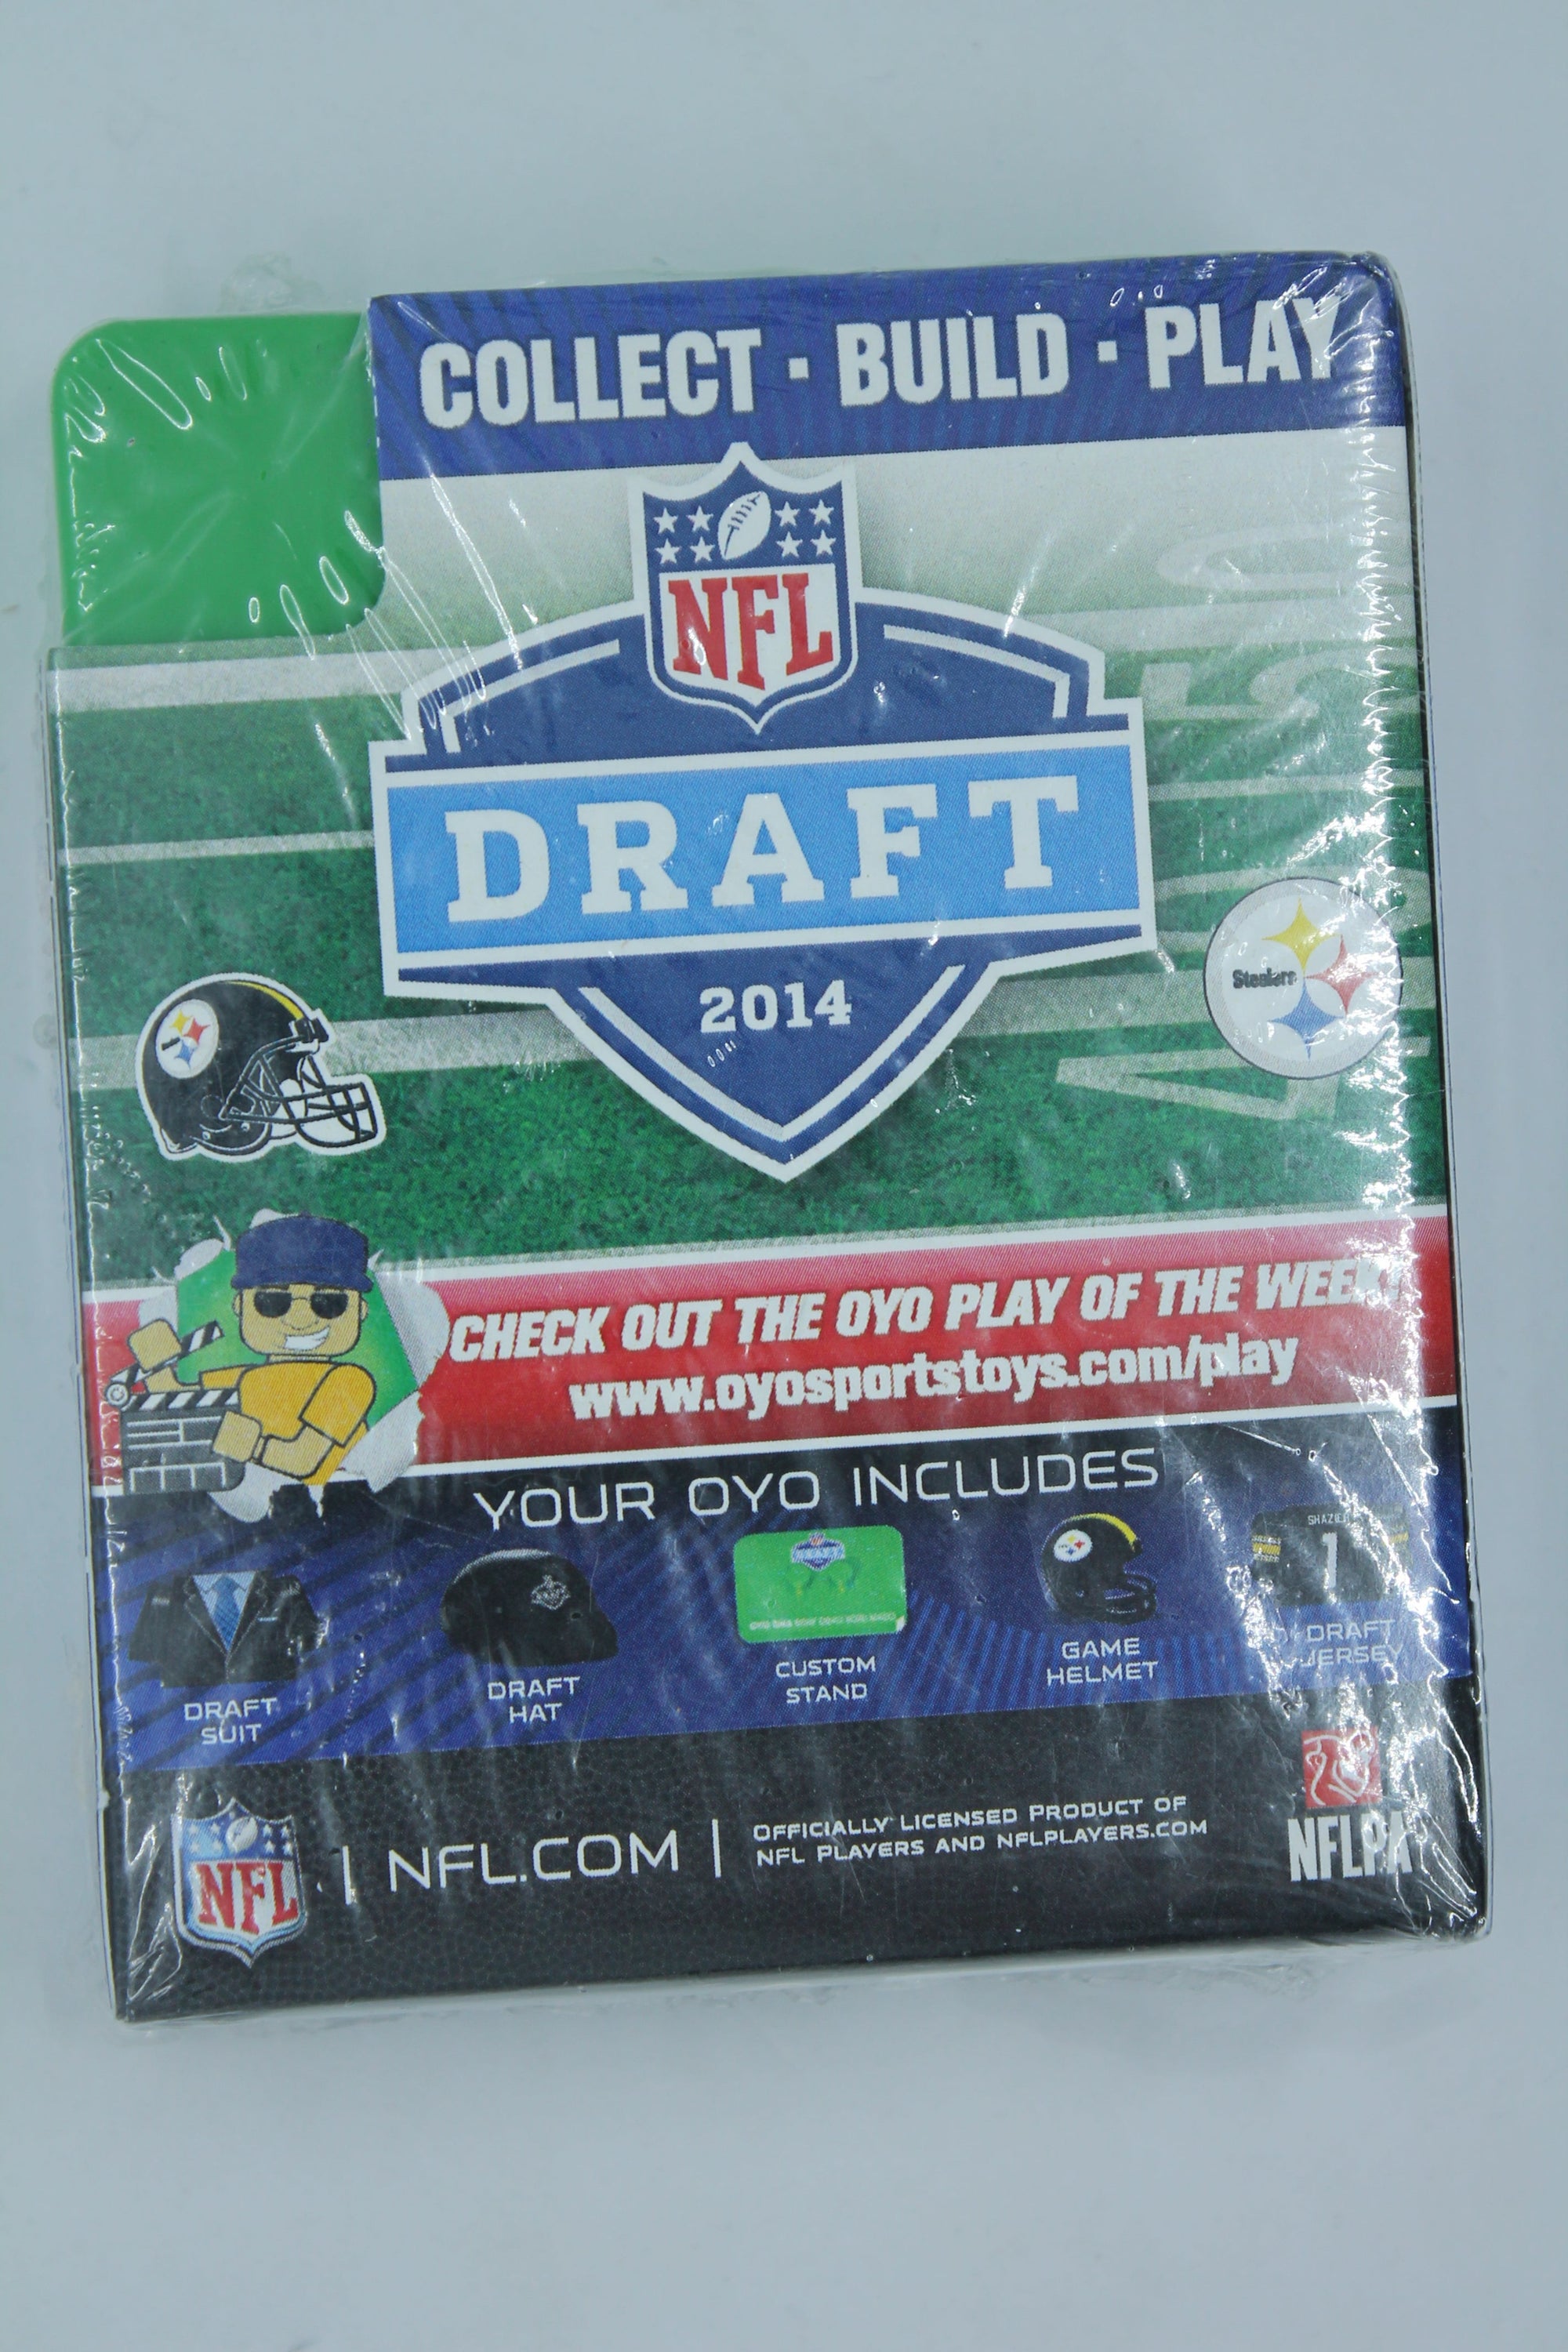 COLLECT · BUILD · PLAY
NFL
DRAFT
2014
Steelers
CHECK OUT THE OYO PLAY OF THE WEEK!
www.oyosportstoys.com/play
YOUR OYO INCLUDES
SHAZIER
1
DRAFT
SUIT
DRAFT
HAT
CUSTOM
STAND
GAME
HELMET
DRAFT
JERSEY
NFL
| NFL.COM |
OFFICIALLY LICENSED PRODUCT OF
NFL PLAYERS AND NFLPLAYERS.COM
NFLPA